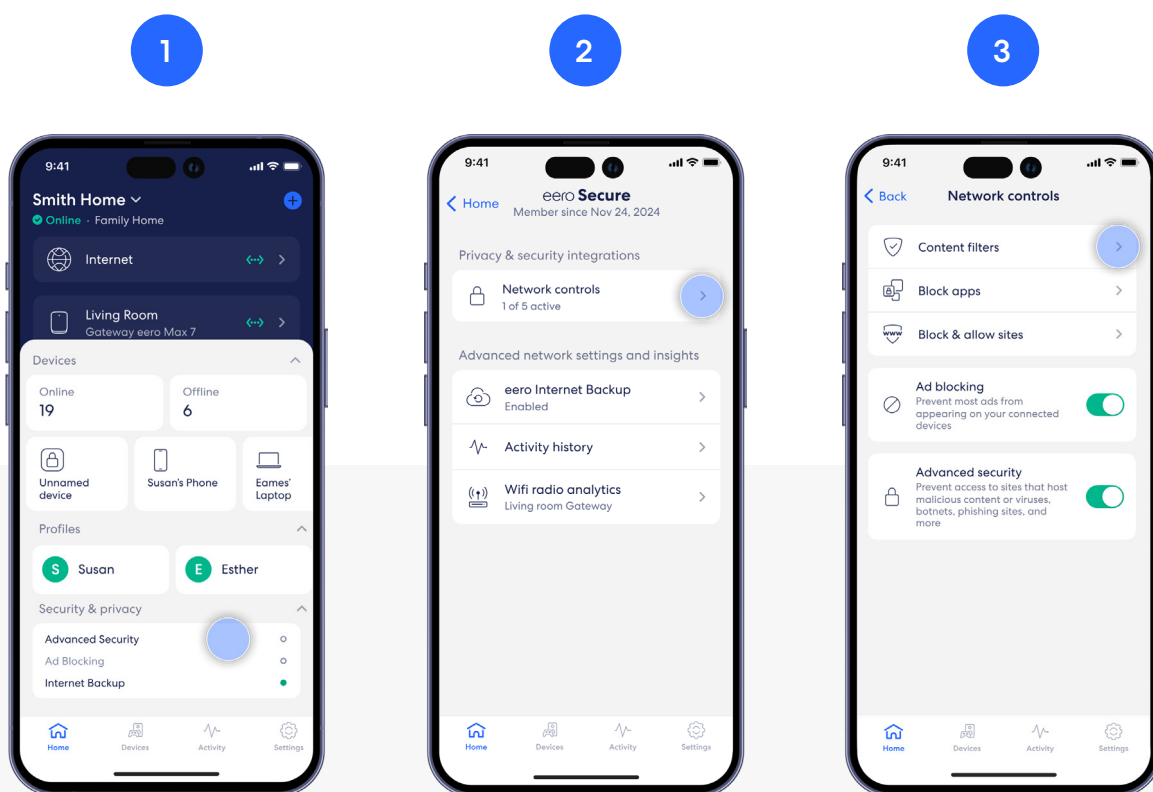 1
2
3
9:41
Smith Home
Online · Family Home
Internet
Living Room
Gateway eero Max 7
Devices
Online
19
Offline
6
Unnamed
device
Susan's Phone
Eames'
Laptop
Profiles
S Susan
E Esther
Security & privacy
Advanced Security
Ad Blocking
Internet Backup
Home
Devices
Activity
Settings
9:41
Home
eero Secure
Member since Nov 24, 2024
Privacy & security integrations
Network controls
1 of 5 active
Advanced network settings and insights
eero Internet Backup
Enabled
Activity history
Wifi radio analytics
Living room Gateway
Home
Devices
Activity
Settings
9:41
Back
Network controls
Content filters
Block apps
www
Block & allow sites
Ad blocking
Prevent most ads from
appearing on your connected
devices
Advanced security
Prevent access to sites that host
malicious content or viruses,
botnets, phishing sites, and
more
Home
Devices
Activity
Settings